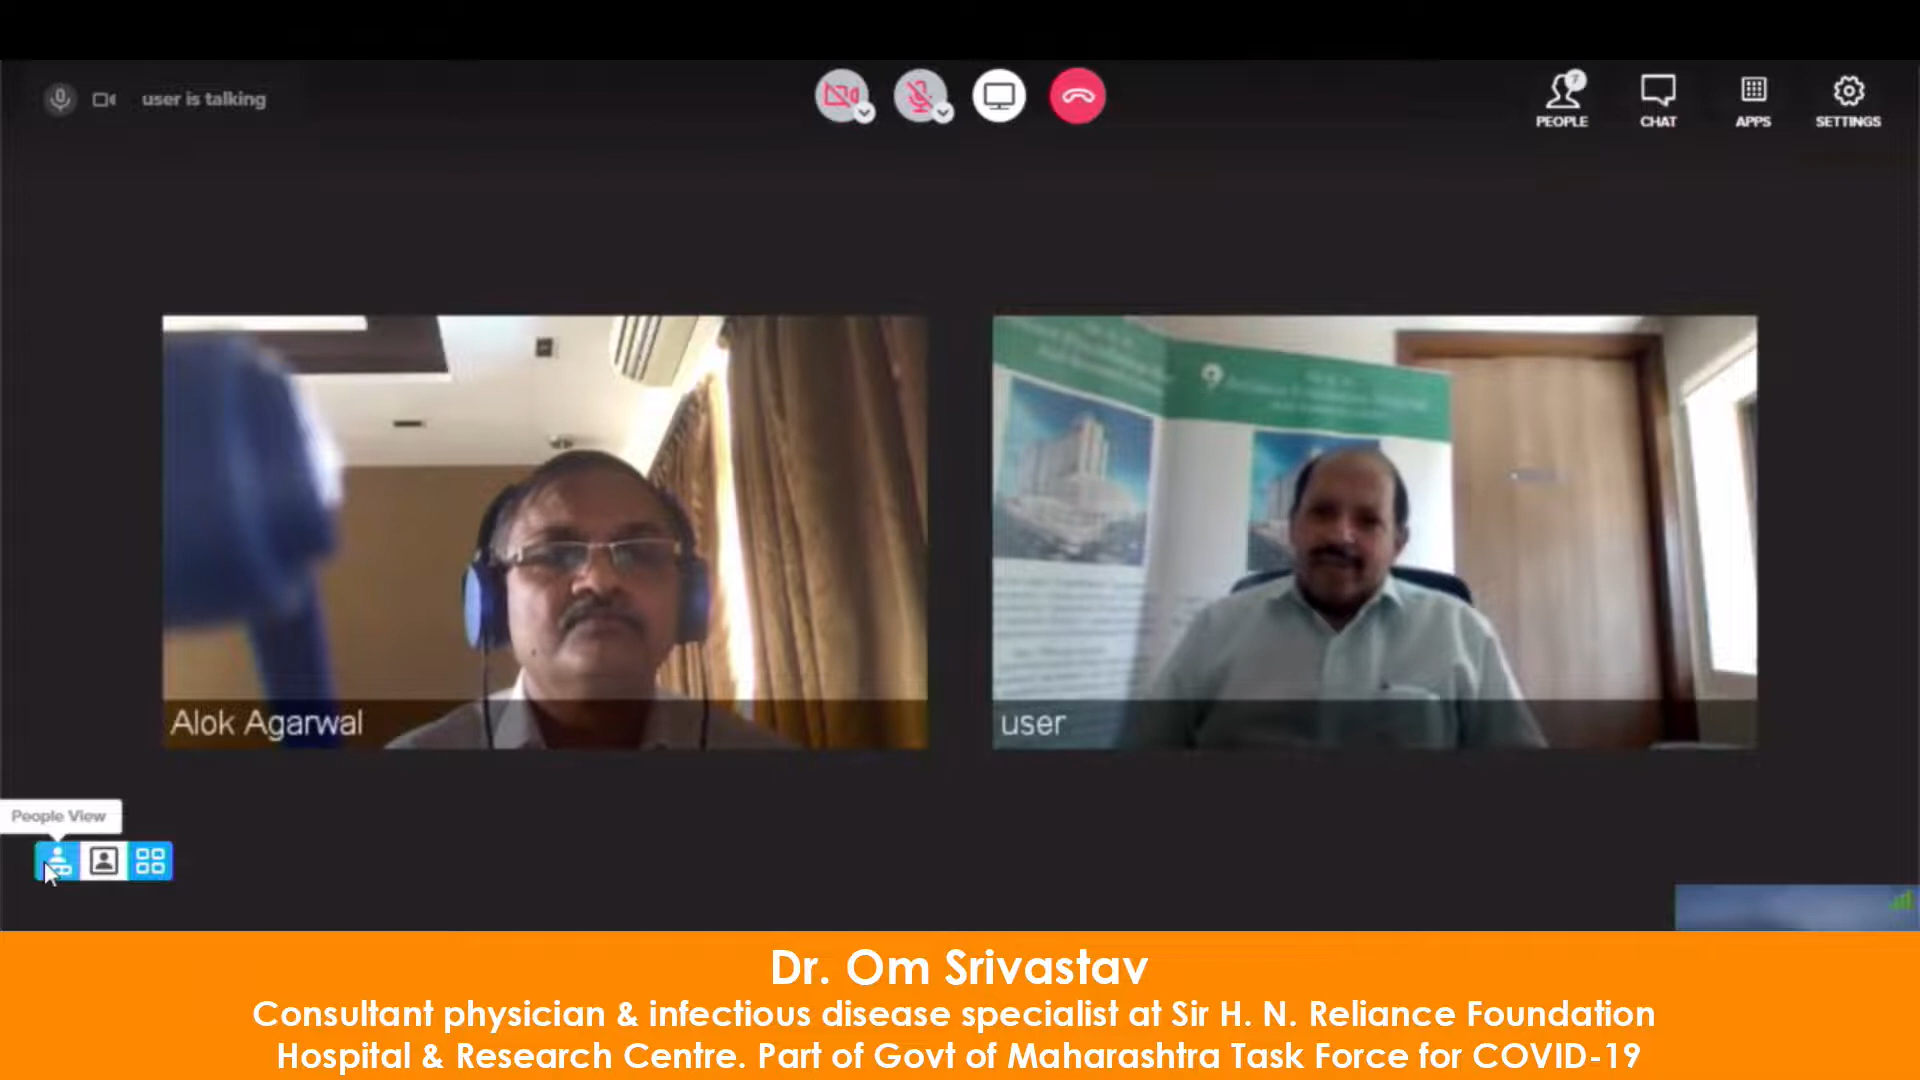 user is talking
7
PEOPLE
CHAT
APPS
SETTINGS
Alok Agarwal
user
People View
Dr. Om Srivastav
Consultant physician & infectious disease specialist at Sir H. N. Reliance Foundation
Hospital & Research Centre. Part of Govt of Maharashtra Task Force for COVID-19